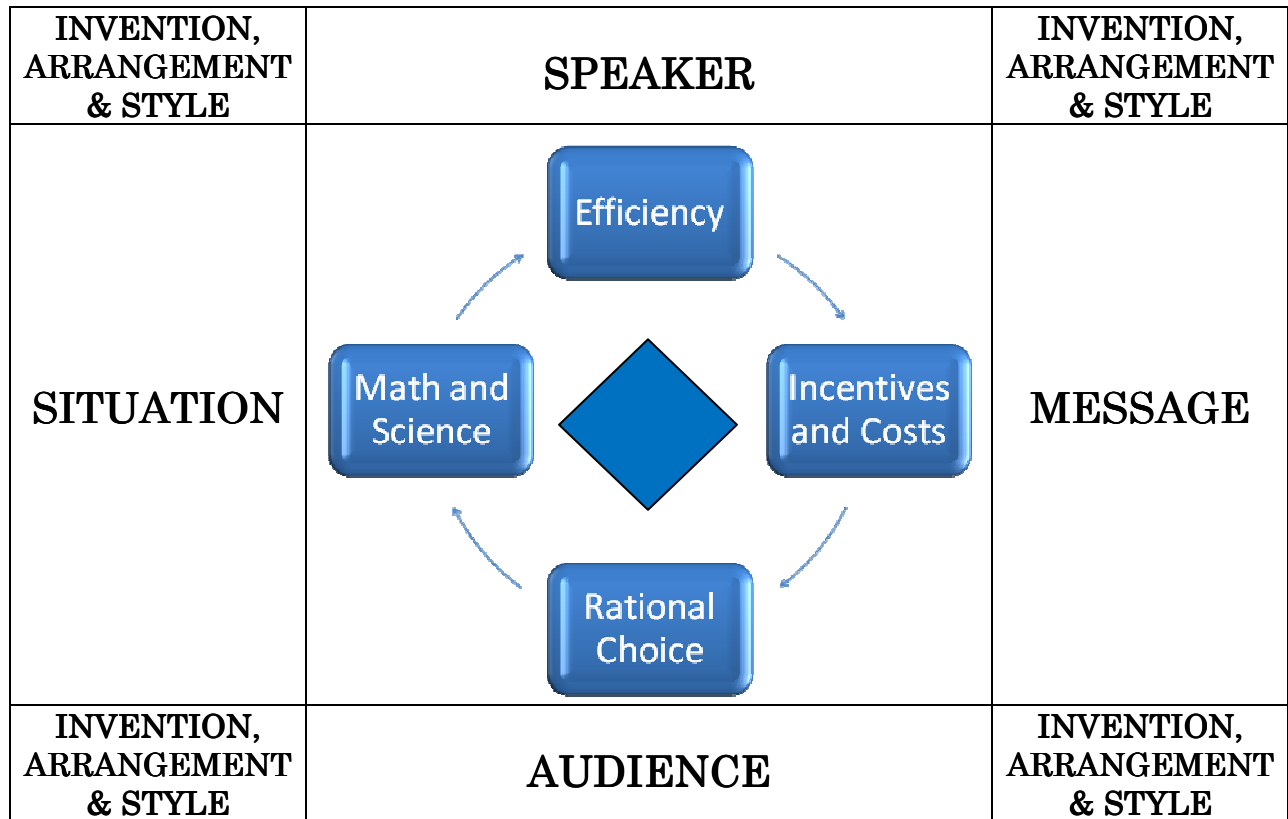 INVENTION,
ARRANGEMENT
& STYLE
SPEAKER
INVENTION,
ARRANGEMENT
& STYLE
SITUATION
Efficiency
Math and
Science
Incentives
and Costs
Rational
Choice
MESSAGE
INVENTION,
ARRANGEMENT
& STYLE
AUDIENCE
INVENTION,
ARRANGEMENT
& STYLE